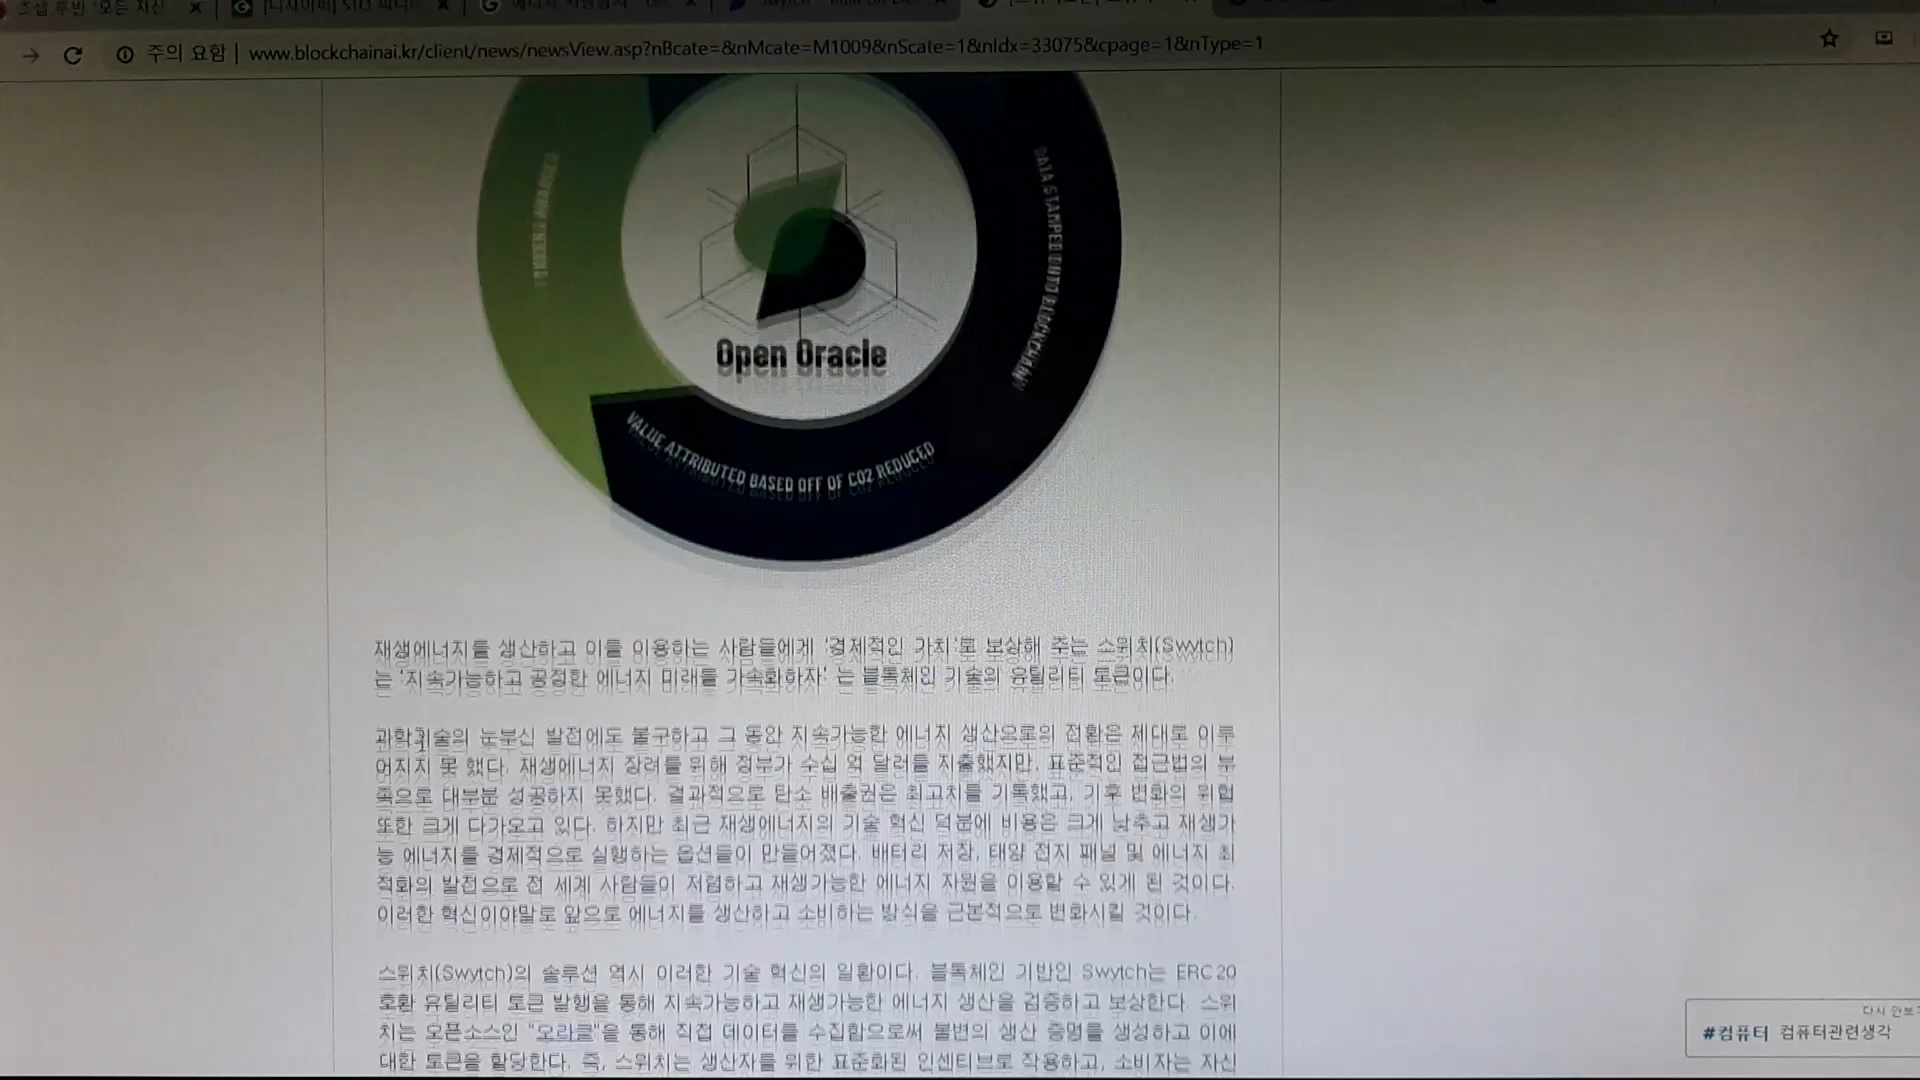 주의 요함 | www.blockchainai.kr/client/news/newsView.asp?nBcate=&nMcate=M1009&nScate=1&nIdx=33075&cpage=1&nType=1
TOKENS AWARDED
DATA STAMPED ONTO BLOCKCHAIN
Open Oracle
VALUE ATTRIBUTED BASED OFF OF CO2 REDUCED
재생에너지를 생산하고 이를 이용하는 사람들에게 '경제적인 가치'로 보상해 주는 스위치(Swytch)
는 '지속가능하고 공정한 에너지 미래를 가속화하자' 는 블록체인 기술의 유틸리티 토큰이다.
과학기술의 눈부신 발전에도 불구하고 그 동안 지속가능한 에너지 생산으로의 전환은 제대로 이루
어지지 못 했다. 재생에너지 장려를 위해 정부가 수십 억 달러를 지출했지만, 표준적인 접근법의 부
족으로 대부분 성공하지 못했다. 결과적으로 탄소 배출권은 최고치를 기록했고, 기후 변화의 위협
또한 크게 다가오고 있다. 하지만 최근 재생에너지의 기술 혁신 덕분에 비용은 크게 낮추고 재생가
능 에너지를 경제적으로 실행하는 옵션들이 만들어졌다. 배터리 저장, 태양 전지 패널 및 에너지 최
적화의 발전으로 전 세계 사람들이 저렴하고 재생가능한 에너지 자원을 이용할 수 있게 된 것이다.
이러한 혁신이야말로 앞으로 에너지를 생산하고 소비하는 방식을 근본적으로 변화시킬 것이다.
스위치(Swytch)의 솔루션 역시 이러한 기술 혁신의 일환이다. 블록체인 기반인 Swytch는 ERC20
호환 유틸리티 토큰 발행을 통해 지속가능하고 재생가능한 에너지 생산을 검증하고 보상한다. 스위
치는 오픈소스인 "오라클"을 통해 직접 데이터를 수집함으로써 불변의 생산 증명를 생성하고 이에
대한 토큰을 할당한다. 즉, 스위치는 생산자를 위한 표준화된 인센티브로 작용하고, 소비자는 자신
다시 안보기
#컴퓨터 컴퓨터관련생각